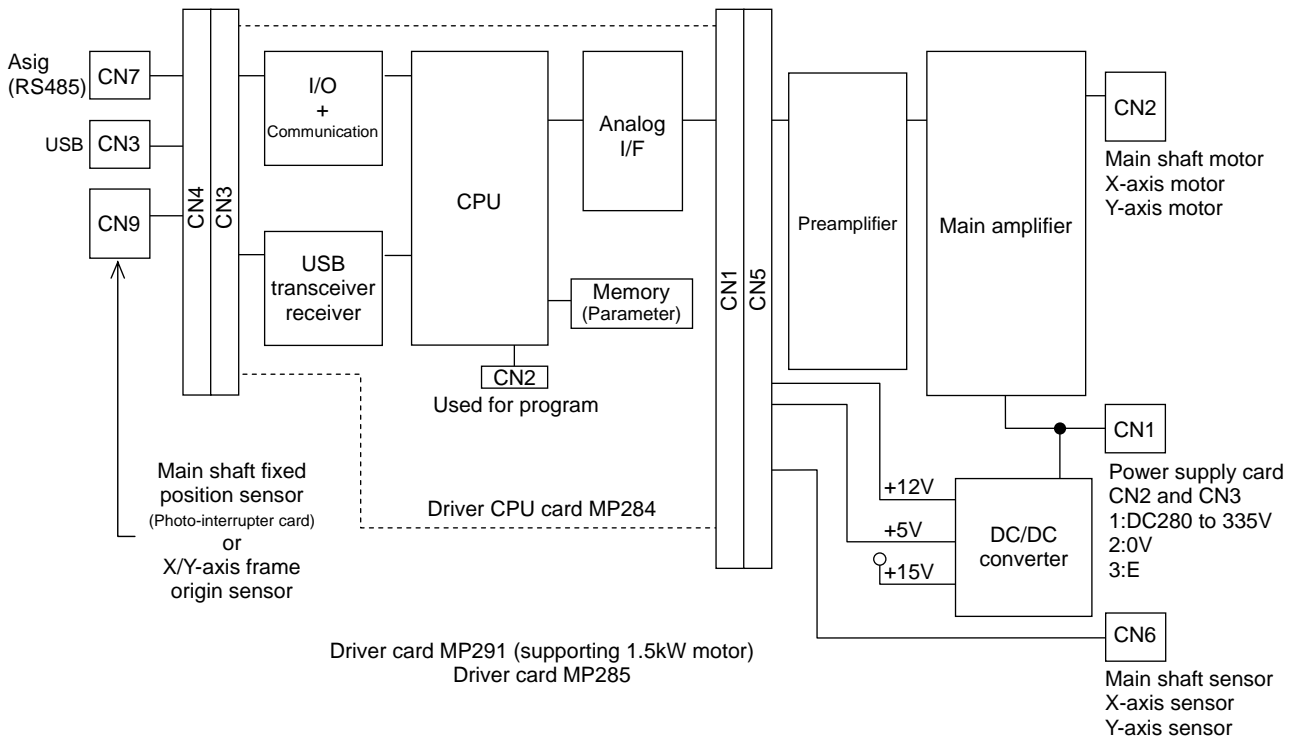 Asig
(RS485)
CN7
USB
CN3
CN9
CN4
CN3
I/O
+
Communication
USB
transceiver
receiver
CPU
CN2
Used for program
Analog
I/F
Memory
(Parameter)
CN1
CN5
Preamplifier
Main amplifier
CN2
Main shaft motor
X-axis motor
Y-axis motor
CN1
Power supply card
CN2 and CN3
1:DC280 to 335V
2:0V
3:E
+12V
+5V
+15V
DC/DC
converter
CN6
Main shaft sensor
X-axis sensor
Y-axis sensor
Main shaft fixed
position sensor
(Photo-interrupter card)
or
X/Y-axis frame
origin sensor
Driver CPU card MP284
Driver card MP291 (supporting 1.5kW motor)
Driver card MP285